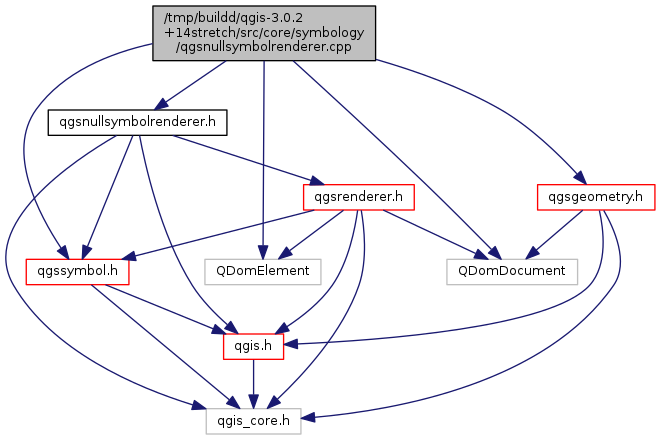 /tmp/buildd/qgis-3.0.2
+14stretch/src/core/symbology
/qgsnullsymbolrenderer.cpp
qgsnullsymbolrenderer.h
qgsrenderer.h
qgsgeometry.h
qgssymbol.h
QDomElement
QDomDocument
qgis.h
qgis_core.h